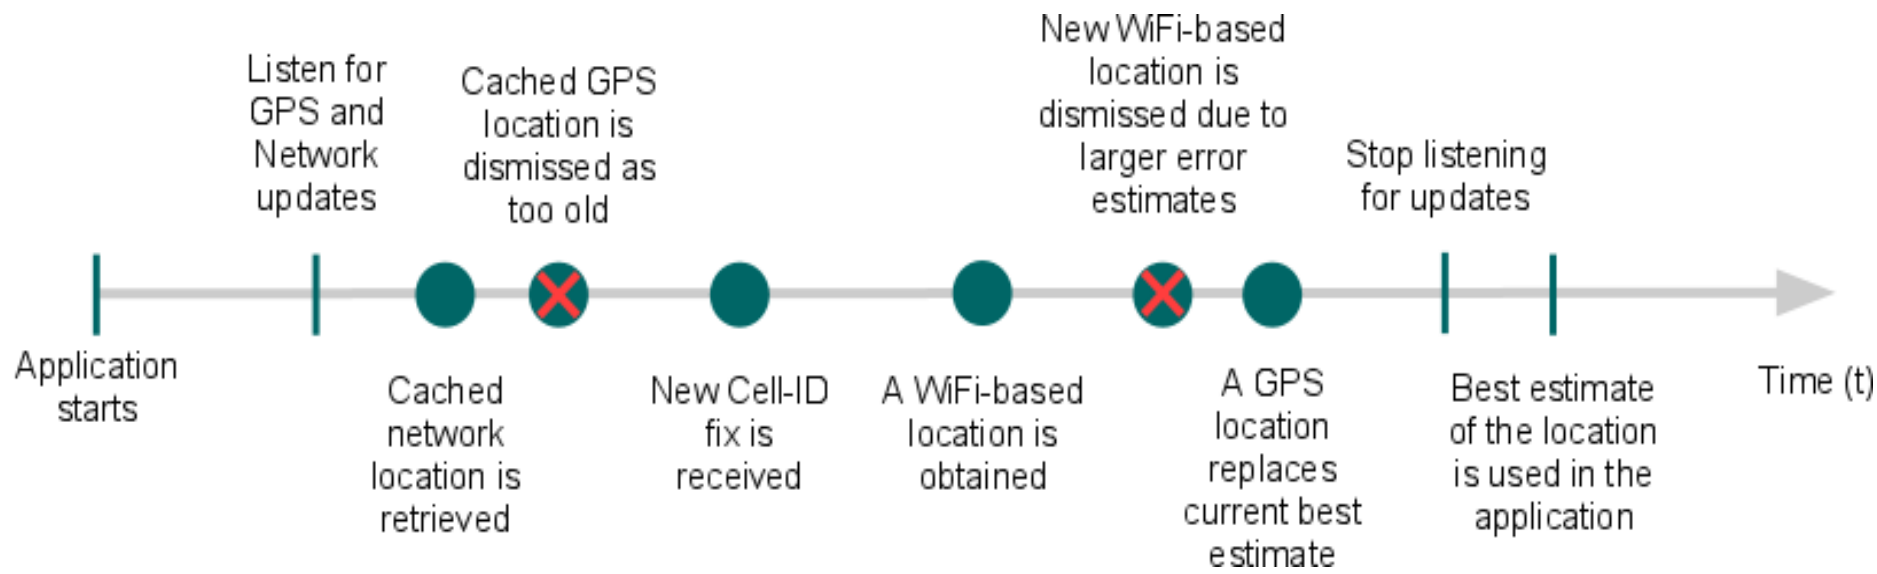 Listen for
GPS and
Network
updates
Cached GPS
location is
dismissed as
too old
New WiFi-based
location is
dismissed due to
larger error
estimates
Stop listening
for updates
Application
starts
Cached
network
location is
retrieved
New Cell-ID
fix is
received
A WiFi-based
location is
obtained
A GPS
location
replaces
current best
estimate
Best estimate
of the location
is used in the
application
Time (t)